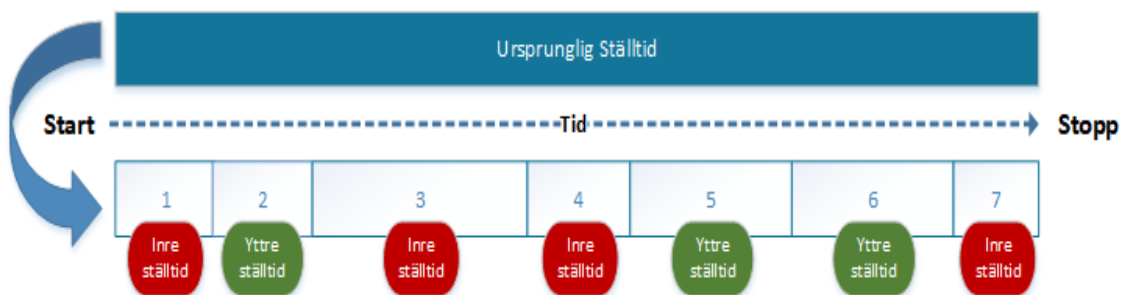 Ursprunglig Ställtid
Start
Tid
Stopp
1
2
3
4
5
6
7
Inre
ställtid
Yttre
ställtid
Inre
ställtid
Inre
ställtid
Yttre
ställtid
Yttre
ställtid
Inre
ställtid